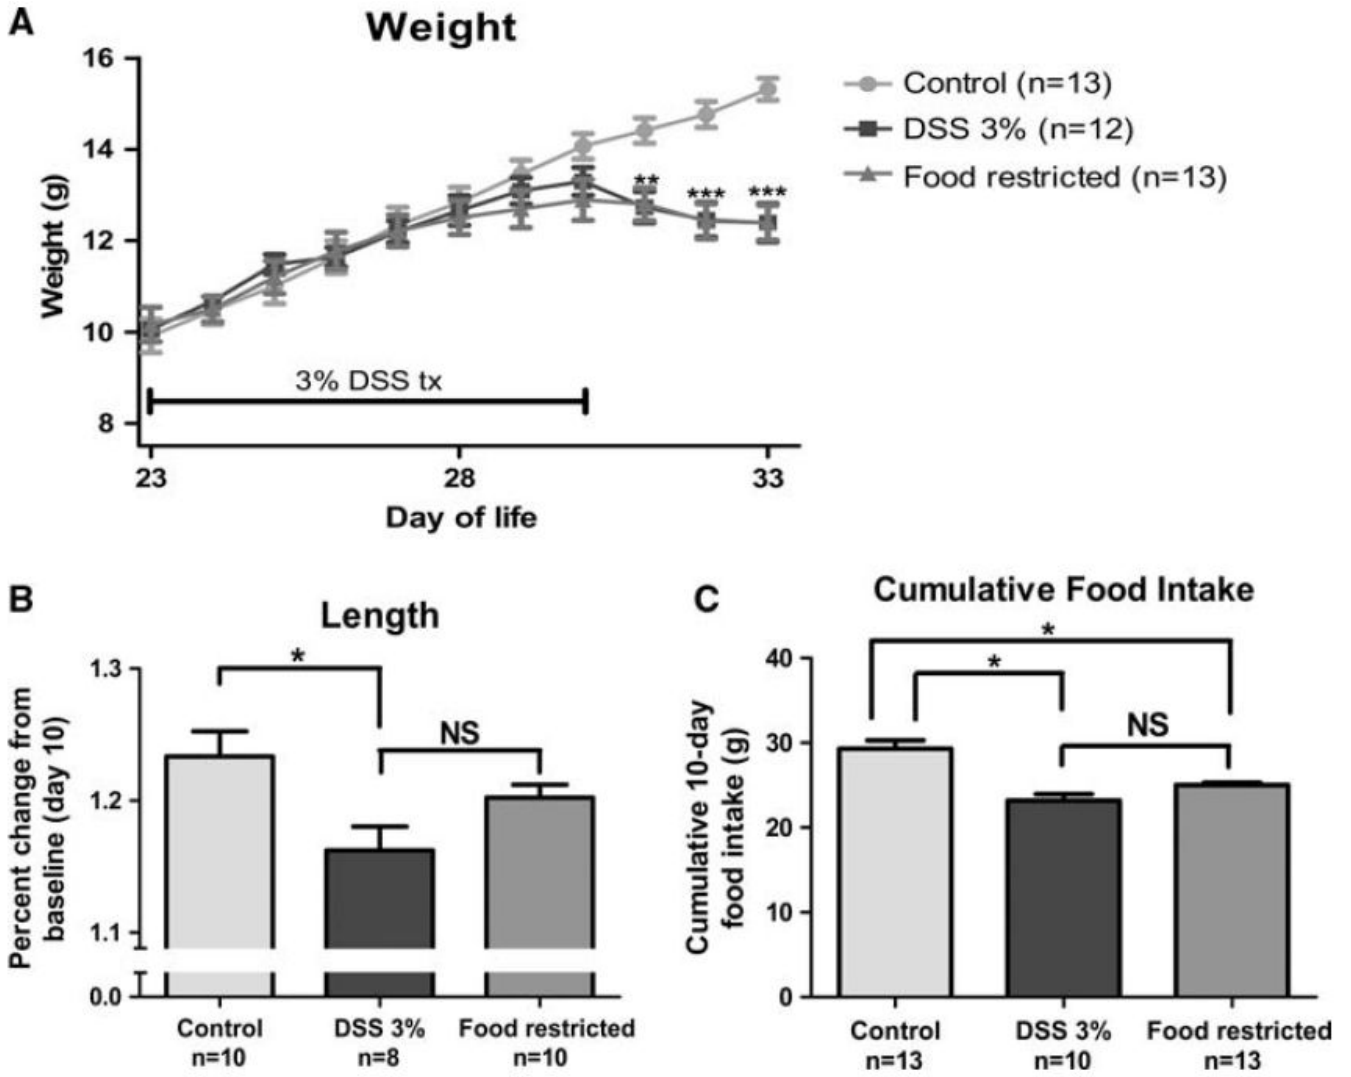 A
Weight
16
14
12
10
8
Weight (g)
Control (n=13)
DSS 3% (n=12)
Food restricted (n=13)
**
***
***
3% DSS tx
23
28
33
Day of life
B
Length
1.3
1.2
1.1
0.0
Percent change from
baseline (day 10)
*
NS
Control
n=10
DSS 3%
n=8
Food restricted
n=10
C
Cumulative Food Intake
40
30
20
10
0
Cumulative 10-day
food intake (g)
*
*
NS
Control
n=13
DSS 3%
n=10
Food restricted
n=13